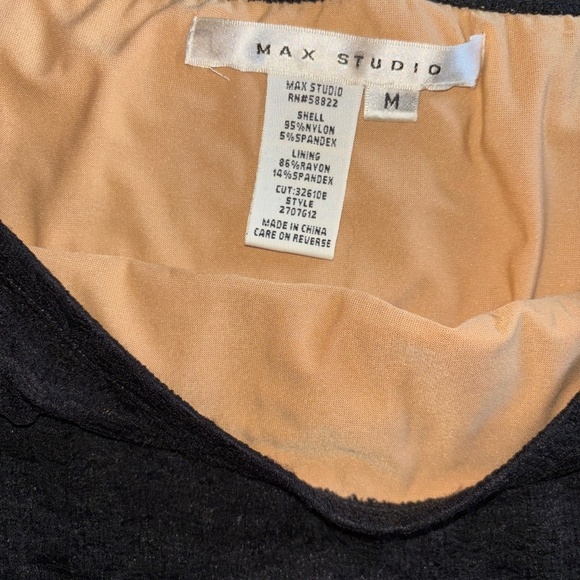 MAX STUDIO
M
MAX STUDIO
RN#58822
SHELL
95%NYLON
5%SPANDEX
LINING
86%RAYON
14%SPANDEX
CUT:32610E
STYLE
2707G12
MADE IN CHINA
CARE ON REVERSE